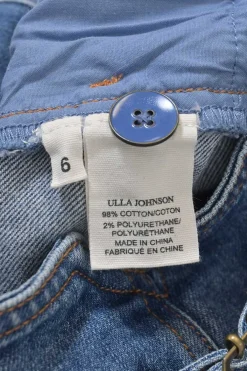 6
ULLA JOHNSON
98% COTTON/COTON
2% POLYURETHANE/
POLYURÉTHANE
MADE IN CHINA
FABRIQUÉ EN CHINE